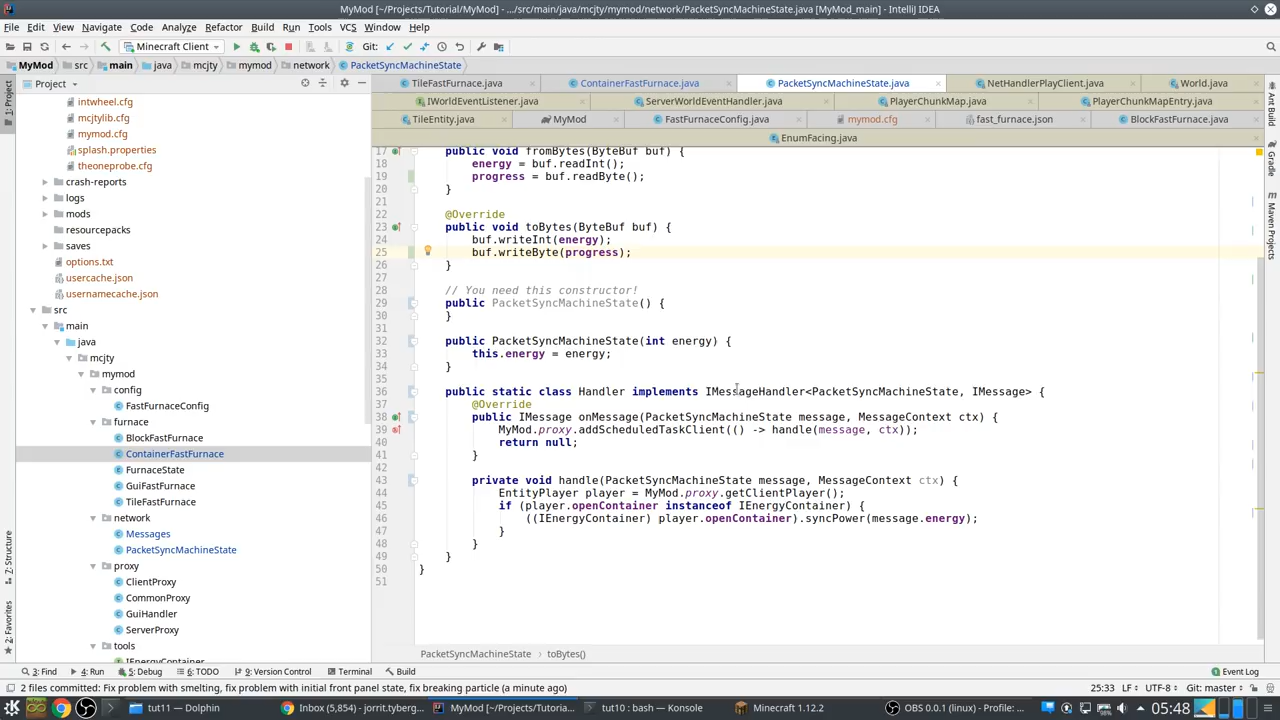 MyMod [~/Projects/Tutorial/MyMod] - .../src/main/java/mcjty/mymod/network/PacketSyncMachineState.java [MyMod_main] - IntelliJ IDEA
File Edit View Navigate Code Analyze Refactor Build Run Tools VCS Window Help
Minecraft Client Git:
MyMod src main java mcjty mymod network PacketSyncMachineState
Project
TileFastFurnace.java ContainerFastFurnace.java PacketSyncMachineState.java NetHandlerPlayClient.java World.java
IWorldEventListener.java ServerWorldEventHandler.java PlayerChunkMap.java PlayerChunkMapEntry.java
TileEntity.java MyMod FastFurnaceConfig.java mymod.cfg fast_furnace.json BlockFastFurnace.java
EnumFacing.java
1: Project
7: Structure
2: Favorites
intwheel.cfg
mcjtylib.cfg
mymod.cfg
splash.properties
theoneprobe.cfg
crash-reports
logs
mods
resourcepacks
saves
options.txt
usercache.json
usernamecache.json
src
main
java
mcjty
mymod
config
FastFurnaceConfig
furnace
BlockFastFurnace
ContainerFastFurnace
FurnaceState
GuiFastFurnace
TileFastFurnace
network
Messages
PacketSyncMachineState
proxy
ClientProxy
CommonProxy
GuiHandler
ServerProxy
tools
IEnergyContainer
17 public void fromBytes(ByteBuf buf) {
18 energy = buf.readInt();
19 progress = buf.readByte();
20 }
21
22 @Override
23 public void toBytes(ByteBuf buf) {
24 buf.writeInt(energy);
25 buf.writeByte(progress);
26 }
27
28 // You need this constructor!
29 public PacketSyncMachineState() {
30 }
31
32 public PacketSyncMachineState(int energy) {
33 this.energy = energy;
34 }
35
36 public static class Handler implements IMessageHandler<PacketSyncMachineState, IMessage> {
37 @Override
38 public IMessage onMessage(PacketSyncMachineState message, MessageContext ctx) {
39 MyMod.proxy.addScheduledTaskClient(() -> handle(message, ctx));
40 return null;
41 }
42
43 private void handle(PacketSyncMachineState message, MessageContext ctx) {
44 EntityPlayer player = MyMod.proxy.getClientPlayer();
45 if (player.openContainer instanceof IEnergyContainer) {
46 ((IEnergyContainer) player.openContainer).syncPower(message.energy);
47 }
48 }
49 }
50 }
51
Ant Build
Gradle
Maven Projects
PacketSyncMachineState toBytes()
3: Find 4: Run 5: Debug 6: TODO 9: Version Control Terminal Build Event Log
2 files committed: Fix problem with smelting, fix problem with initial front panel state, fix breaking particle (a minute ago) 25:33 LF UTF-8 Git: master
tut11 — Dolphin Inbox (5,854) - jorrit.tyberg... MyMod [~/Projects/Tutoria... tut10 : bash — Konsole Minecraft 1.12.2 OBS 0.0.1 (linux) - Profile:... 05:48